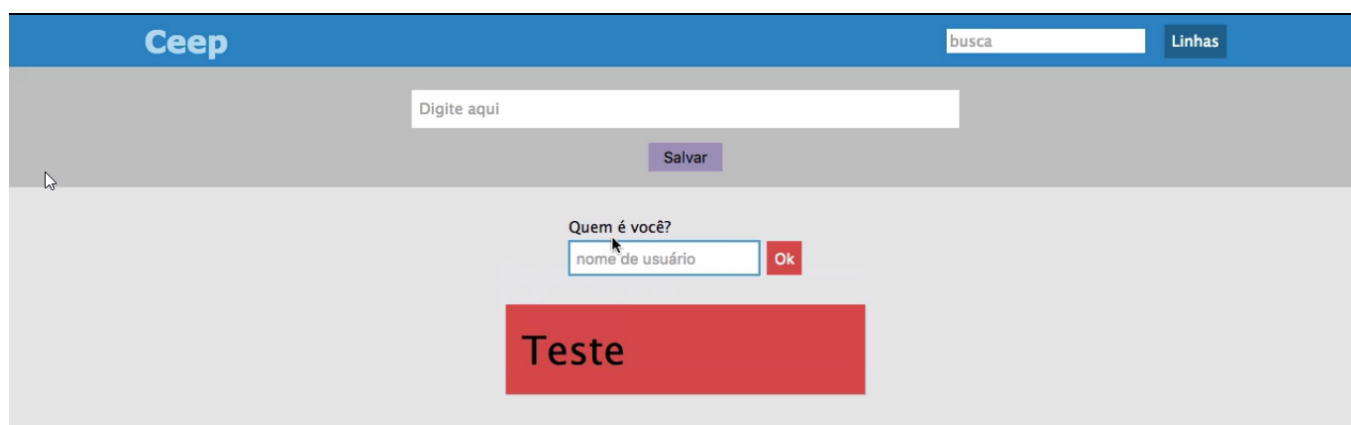 Ceep
busca
Linhas
Digite aqui
Salvar
Quem é você?
nome de usuário
Ok
Teste